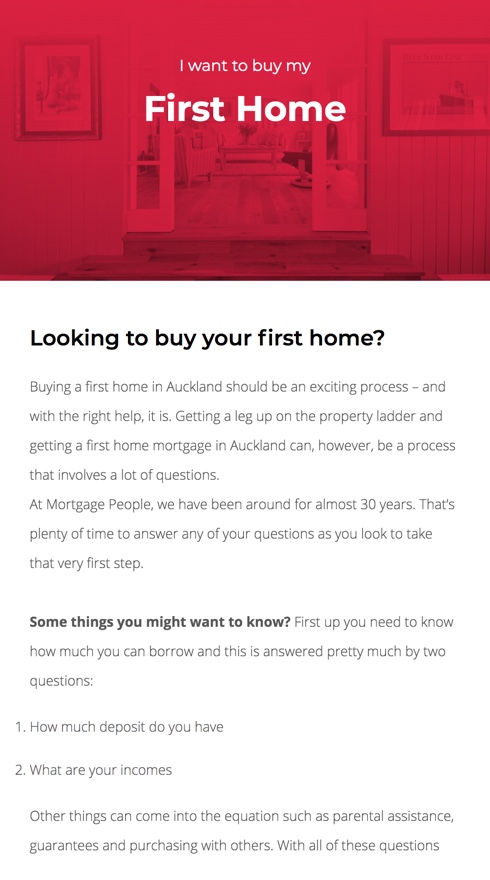 I want to buy my
First Home
Looking to buy your first home?
Buying a first home in Auckland should be an exciting process – and
with the right help, it is. Getting a leg up on the property ladder and
getting a first home mortgage in Auckland can, however, be a process
that involves a lot of questions.
At Mortgage People, we have been around for almost 30 years. That’s
plenty of time to answer any of your questions as you look to take
that very first step.
Some things you might want to know? First up you need to know
how much you can borrow and this is answered pretty much by two
questions:
1. How much deposit do you have
2. What are your incomes
Other things can come into the equation such as parental assistance,
guarantees and purchasing with others. With all of these questions